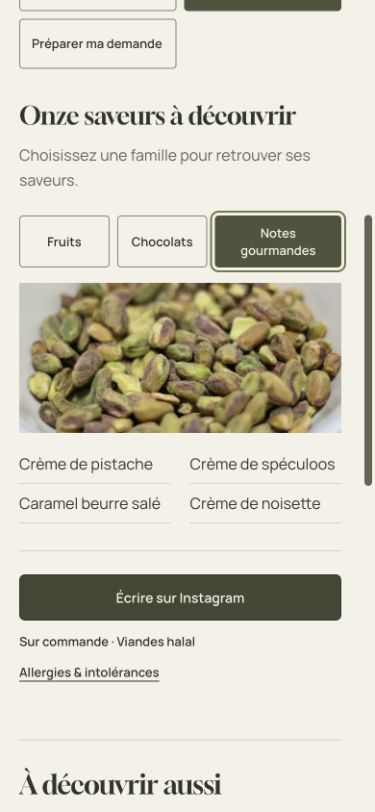 Préparer ma demande
Onze saveurs à découvrir
Choisissez une famille pour retrouver ses
saveurs.
Fruits
Chocolats
Notes
gourmandes
Crème de pistache
Crème de spéculoos
Caramel beurre salé
Crème de noisette
Écrire sur Instagram
Sur commande · Viandes halal
Allergies & intolérances
À découvrir aussi